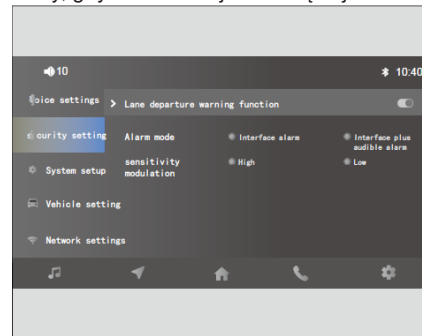 10
10:40
oice settings
Lane departure warning function
curity setting
Alarm mode
Interface alarm
Interface plus
audible alarm
sensitivity
modulation
High
Low
System setup
Vehicle setting
Network settings